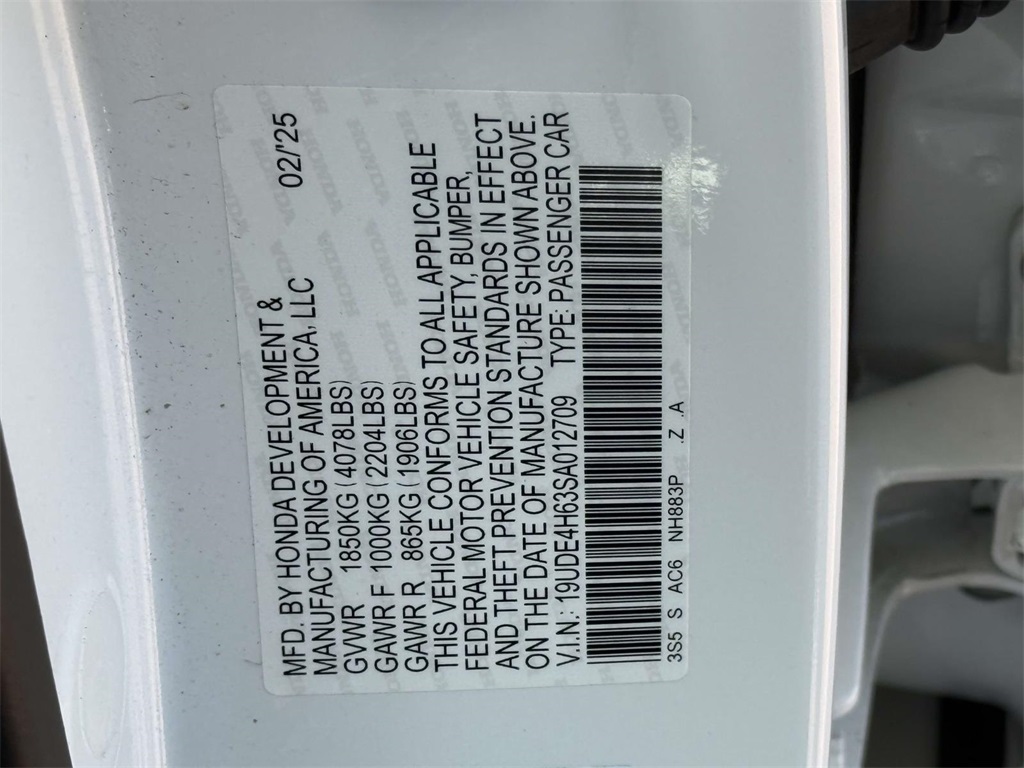 MFD. BY HONDA DEVELOPMENT & 02/'25
MANUFACTURING OF AMERICA, LLC
GVWR 1850KG (4078LBS)
GAWR F 1000KG (2204LBS)
GAWR R 865KG (1906LBS)
THIS VEHICLE CONFORMS TO ALL APPLICABLE
FEDERAL MOTOR VEHICLE SAFETY, BUMPER,
AND THEFT PREVENTION STANDARDS IN EFFECT
ON THE DATE OF MANUFACTURE SHOWN ABOVE.
V.I.N.: 19UDE4H63SA012709 TYPE: PASSENGER CAR
3S5 S AC6 NH883P .Z .A